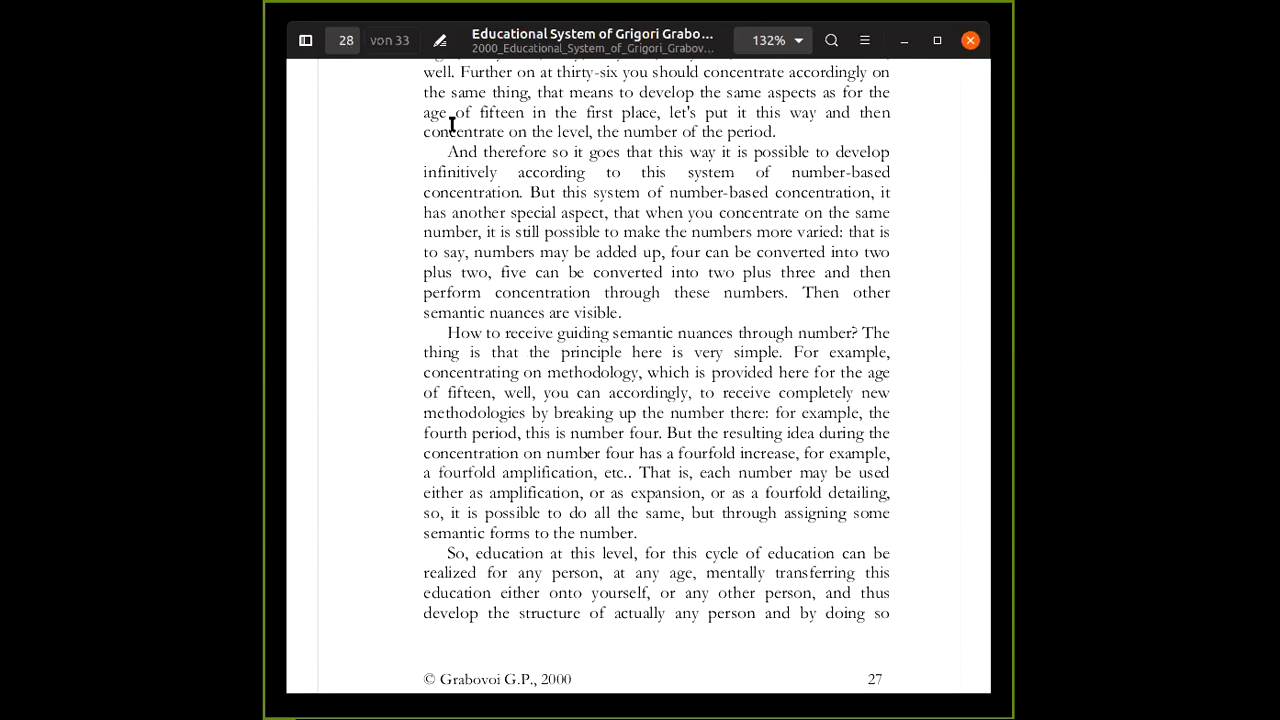 28 von 33
Educational System of Grigori Grabo...
2000_Educational_System_of_Grigori_Grabov...
132%
well. Further on at thirty-six you should concentrate accordingly on
the same thing, that means to develop the same aspects as for the
age of fifteen in the first place, let's put it this way and then
concentrate on the level, the number of the period.
And therefore so it goes that this way it is possible to develop
infinitively according to this system of number-based
concentration. But this system of number-based concentration, it
has another special aspect, that when you concentrate on the same
number, it is still possible to make the numbers more varied: that is
to say, numbers may be added up, four can be converted into two
plus two, five can be converted into two plus three and then
perform concentration through these numbers. Then other
semantic nuances are visible.
How to receive guiding semantic nuances through number? The
thing is that the principle here is very simple. For example,
concentrating on methodology, which is provided here for the age
of fifteen, well, you can accordingly, to receive completely new
methodologies by breaking up the number there: for example, the
fourth period, this is number four. But the resulting idea during the
concentration on number four has a fourfold increase, for example,
a fourfold amplification, etc.. That is, each number may be used
either as amplification, or as expansion, or as a fourfold detailing,
so, it is possible to do all the same, but through assigning some
semantic forms to the number.
So, education at this level, for this cycle of education can be
realized for any person, at any age, mentally transferring this
education either onto yourself, or any other person, and thus
develop the structure of actually any person and by doing so
© Grabovoi G.P., 2000 27